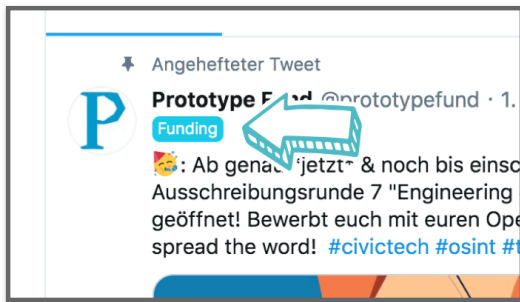 Angehefteter Tweet
Prototype Fund @prototypefund · 1.
Funding
: Ab genau *jetzt* & noch bis einsc
Ausschreibungsrunde 7 "Engineering
geöffnet! Bewerbt euch mit euren Ope
spread the word! #civictech #osint #t